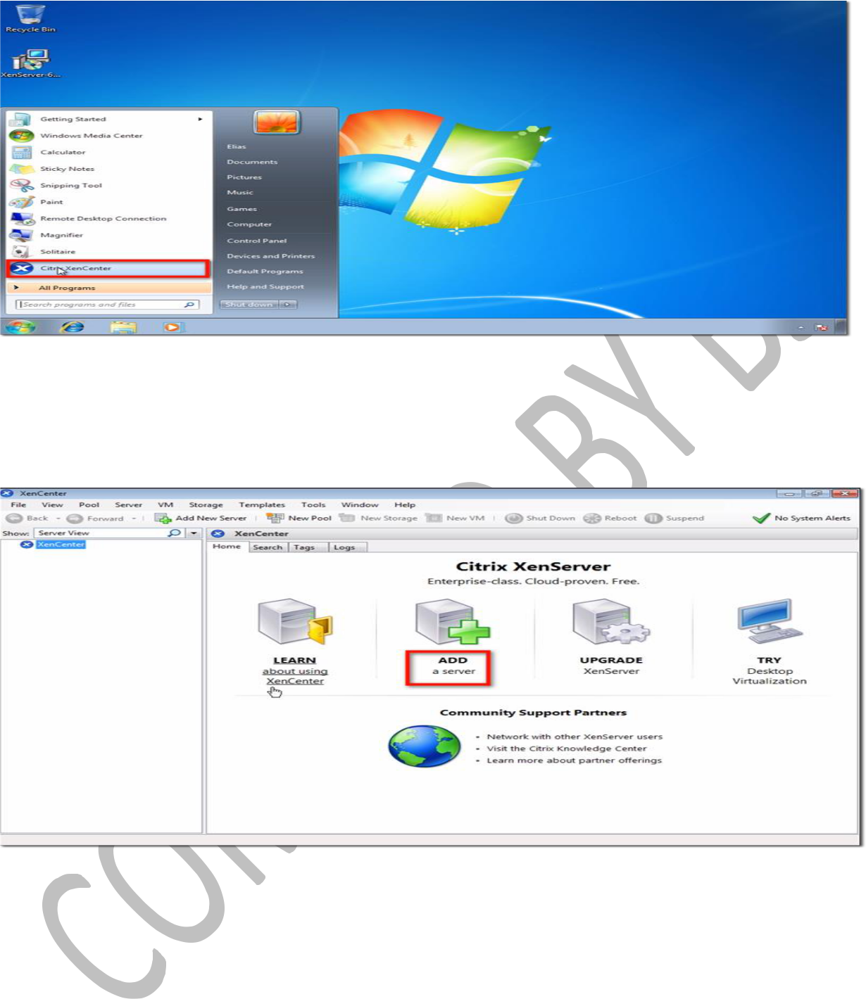 Recycle Bin
XenServer-6...
Getting Started
Windows Media Center
Calculator
Sticky Notes
Snipping Tool
Paint
Remote Desktop Connection
Magnifier
Solitaire
Citrix XenCenter
All Programs
Search programs and files
Elias
Documents
Pictures
Music
Games
Computer
Control Panel
Devices and Printers
Default Programs
Help and Support
Shut down
XenCenter
File View Pool Server VM Storage Templates Tools Window Help
Back Forward Add New Server New Pool New Storage New VM Shut Down Reboot Suspend No System Alerts
Show: Server View
XenCenter
XenCenter
Home Search Tags Logs
Citrix XenServer
Enterprise-class. Cloud-proven. Free.
LEARN
about using
XenCenter
ADD
a server
UPGRADE
XenServer
TRY
Desktop
Virtualization
Community Support Partners
• Network with other XenServer users
• Visit the Citrix Knowledge Center
• Learn more about partner offerings
BY